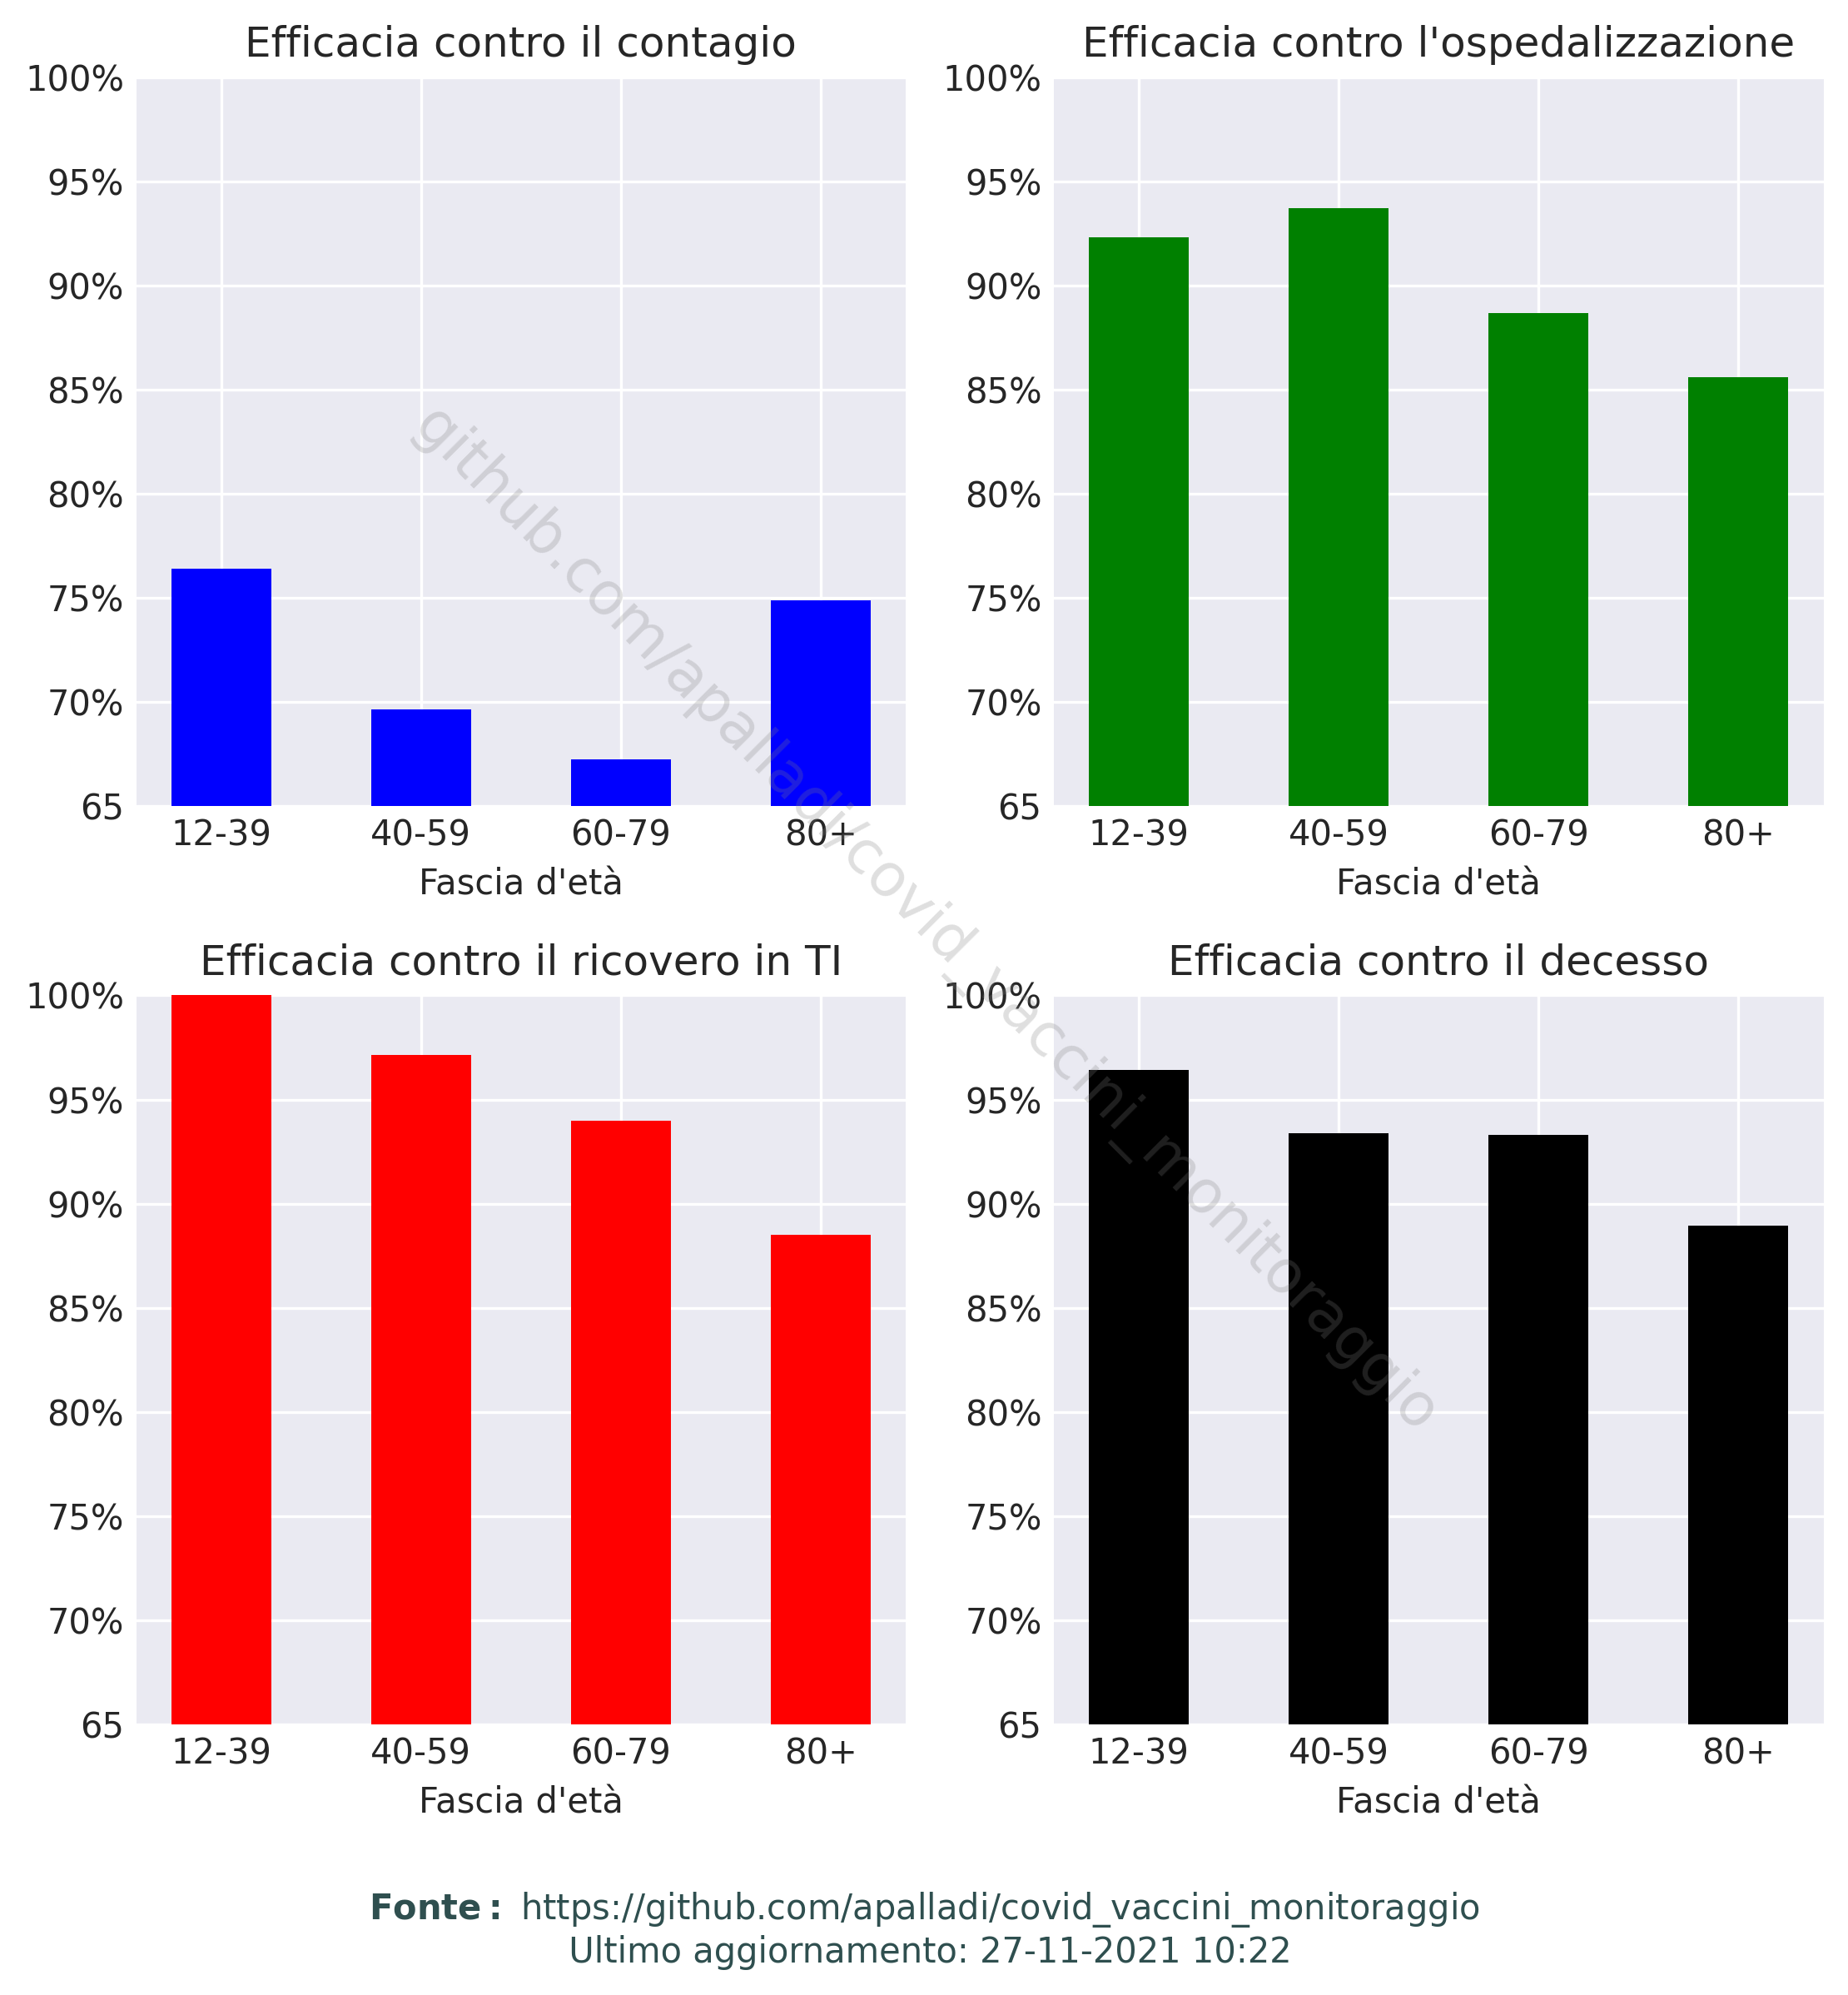 Efficacia contro il contagio
100%
95%
90%
85%
80%
75%
70%
65
12-39 40-59 60-79 80+
Fascia d'età
Efficacia contro l'ospedalizzazione
100%
95%
90%
85%
80%
75%
70%
65
12-39 40-59 60-79 80+
Fascia d'età
Efficacia contro il ricovero in TI
100%
95%
90%
85%
80%
75%
70%
65
12-39 40-59 60-79 80+
Fascia d'età
Efficacia contro il decesso
100%
95%
90%
85%
80%
75%
70%
65
12-39 40-59 60-79 80+
Fascia d'età
github.com/apalladi/covid_vaccini_monitoraggio
Fonte: https://github.com/apalladi/covid_vaccini_monitoraggio
Ultimo aggiornamento: 27-11-2021 10:22